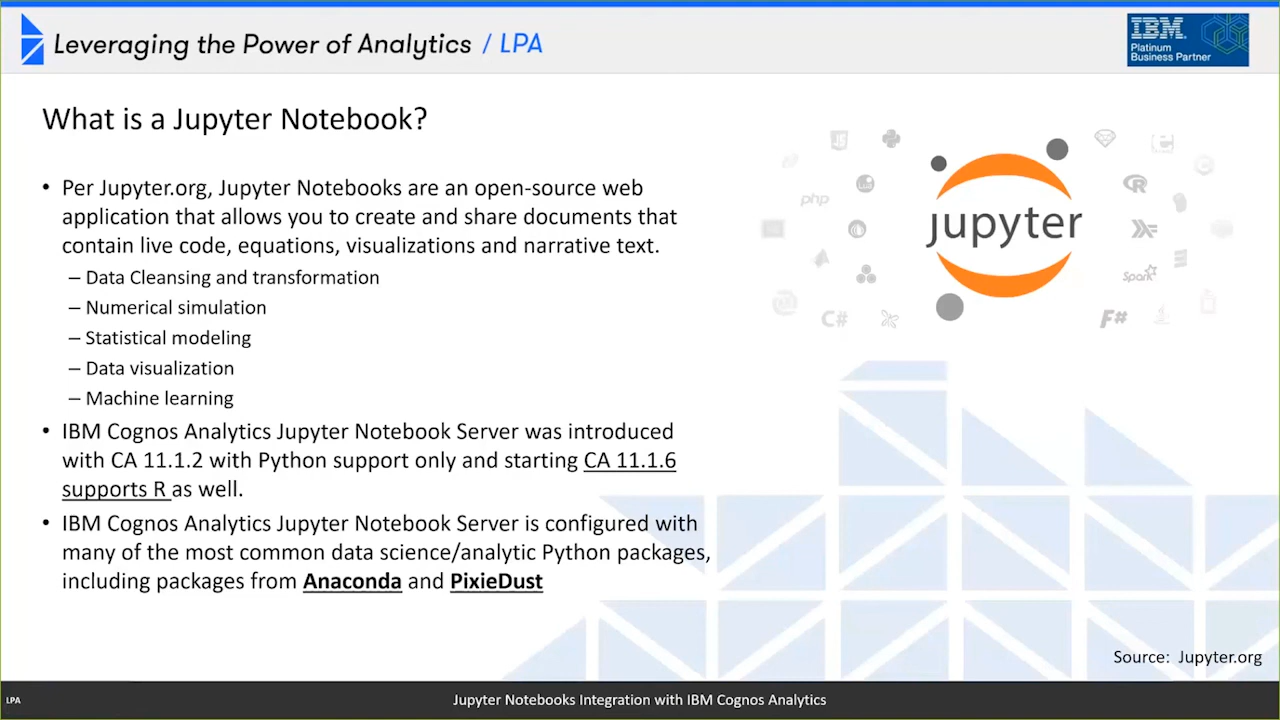 Leveraging the Power of Analytics / LPA
IBM
Platinum
Business Partner
What is a Jupyter Notebook?
• Per Jupyter.org, Jupyter Notebooks are an open-source web
application that allows you to create and share documents that
contain live code, equations, visualizations and narrative text.
– Data Cleansing and transformation
– Numerical simulation
– Statistical modeling
– Data visualization
– Machine learning
• IBM Cognos Analytics Jupyter Notebook Server was introduced
with CA 11.1.2 with Python support only and starting CA 11.1.6
supports R as well.
• IBM Cognos Analytics Jupyter Notebook Server is configured with
many of the most common data science/analytic Python packages,
including packages from Anaconda and PixieDust
JS
php
C#
jupyter
R
Spark
F#
Source: Jupyter.org
LPA
Jupyter Notebooks Integration with IBM Cognos Analytics